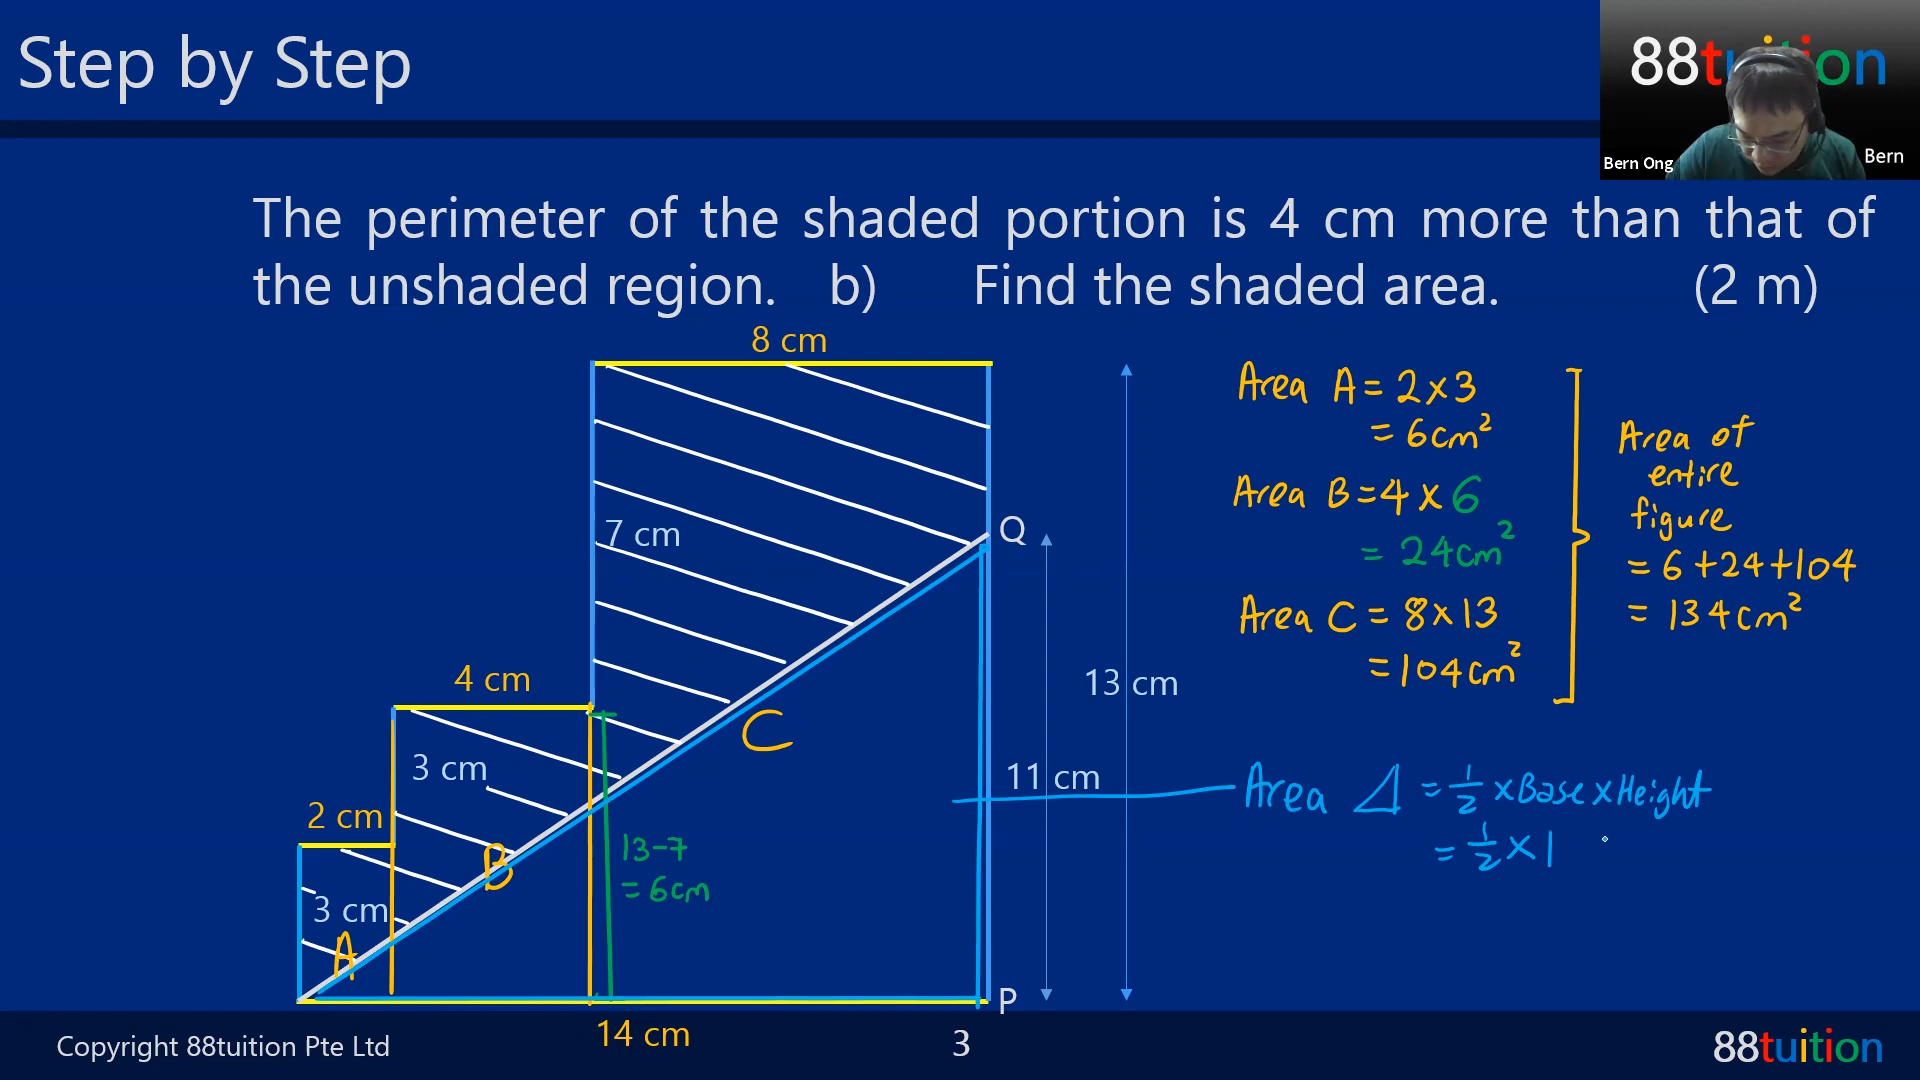 Step by Step
88tuition
Bern Ong
Bern
The perimeter of the shaded portion is 4 cm more than that of
the unshaded region. b) Find the shaded area. (2 m)
8 cm
7 cm
Q
4 cm
3 cm
2 cm
3 cm
A
B
C
13-7
= 6cm
11 cm
13 cm
P
14 cm
Area A = 2 x 3
= 6cm²
Area B = 4 x 6
= 24cm²
Area C = 8 x 13
= 104cm²
Area of
entire
figure
= 6 + 24 + 104
= 134cm²
Area ◿ = ½ x Base x Height
= ½ x 1
Copyright 88tuition Pte Ltd
3
88tuition